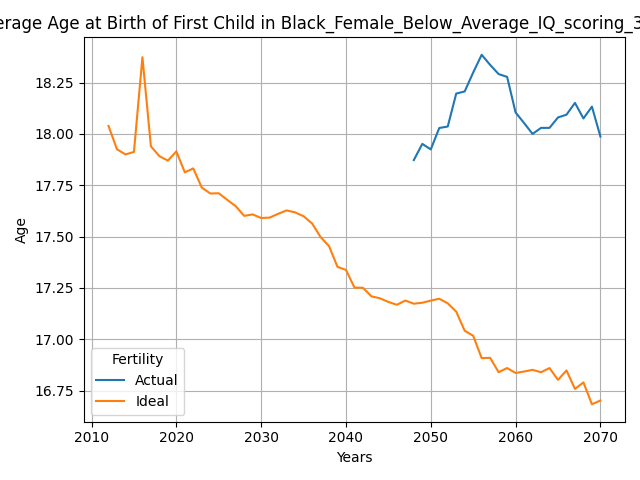 erage Age at Birth of First Child in Black_Female_Below_Average_IQ_scoring_3
18.25
18.00
17.75
17.50
17.25
17.00
16.75
Age
Fertility
Actual
Ideal
2010 2020 2030 2040 2050 2060 2070
Years